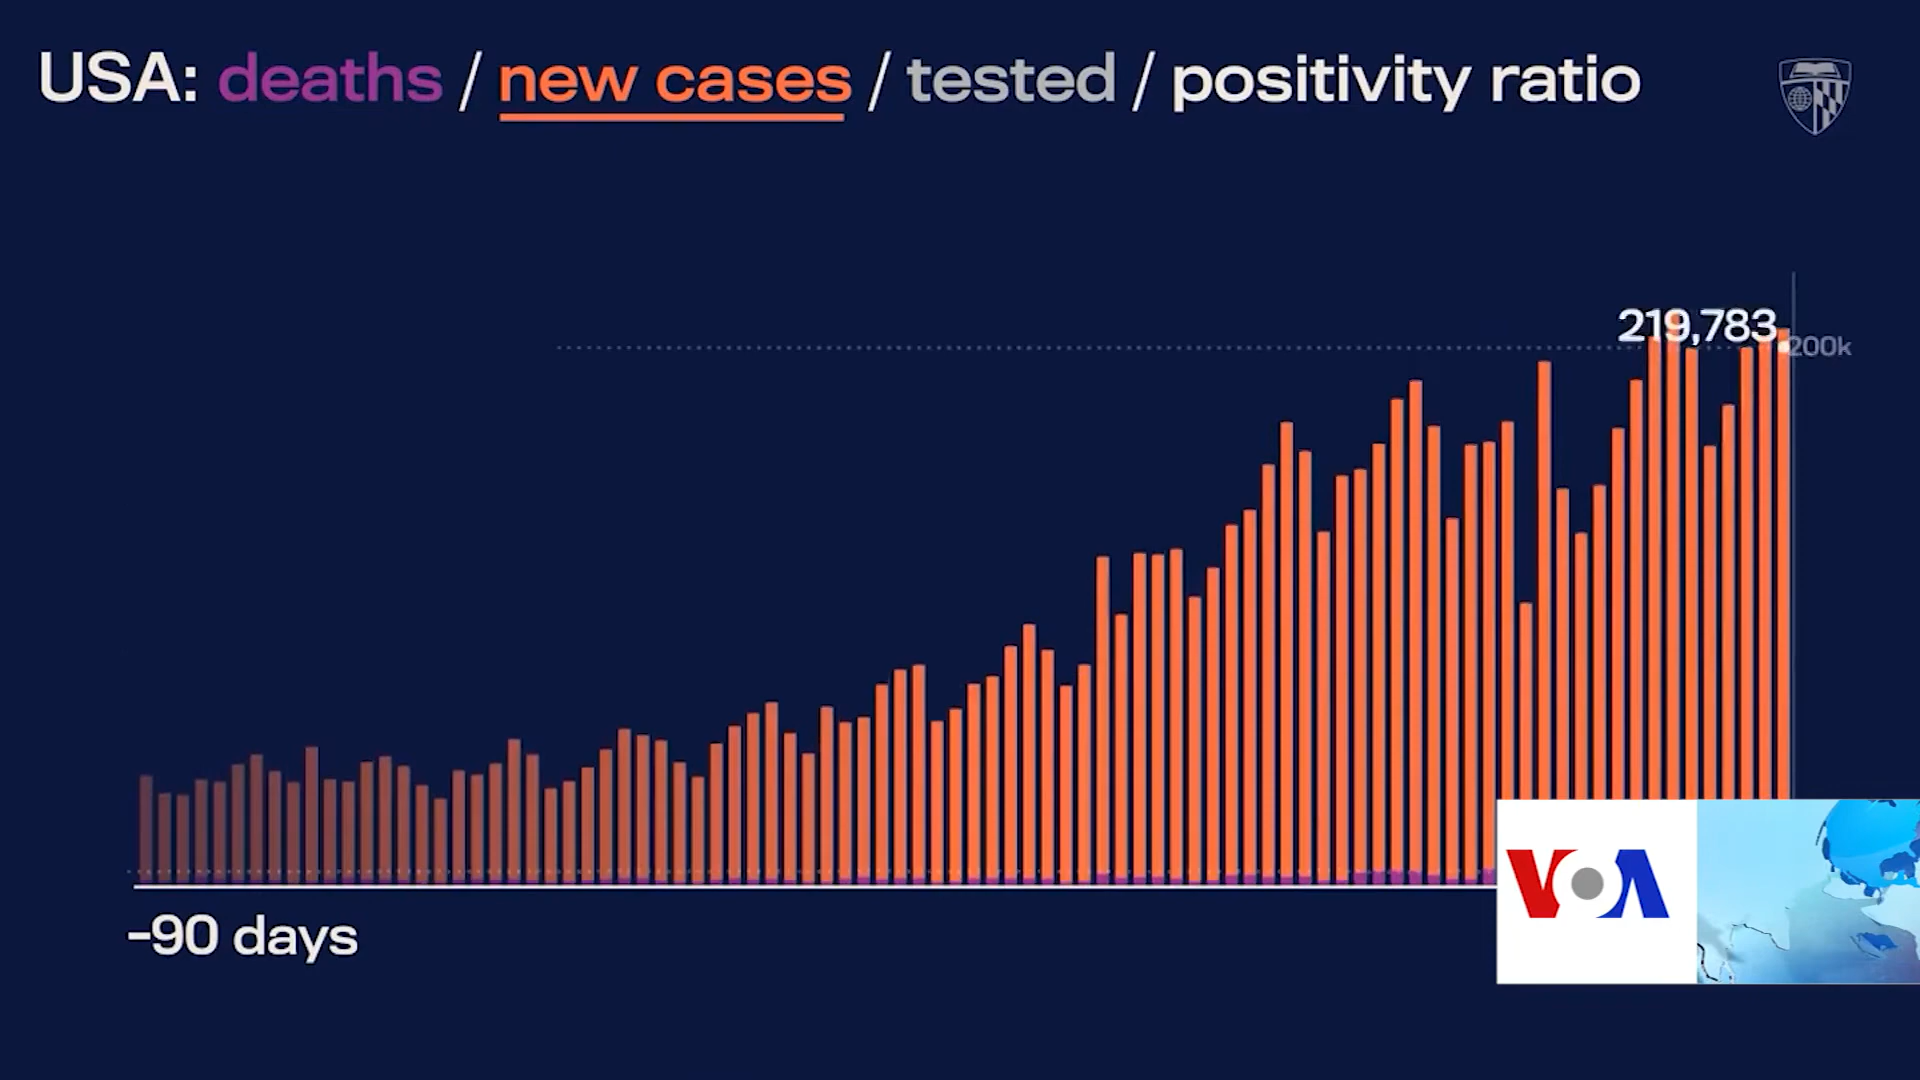 USA: deaths / new cases / tested / positivity ratio
219,783
200k
-90 days
VOA